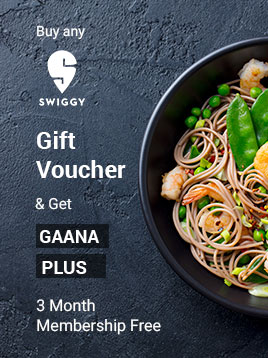 Buy any
SWIGGY
Gift
Voucher
& Get
GAANA
PLUS
3 Month
Membership Free